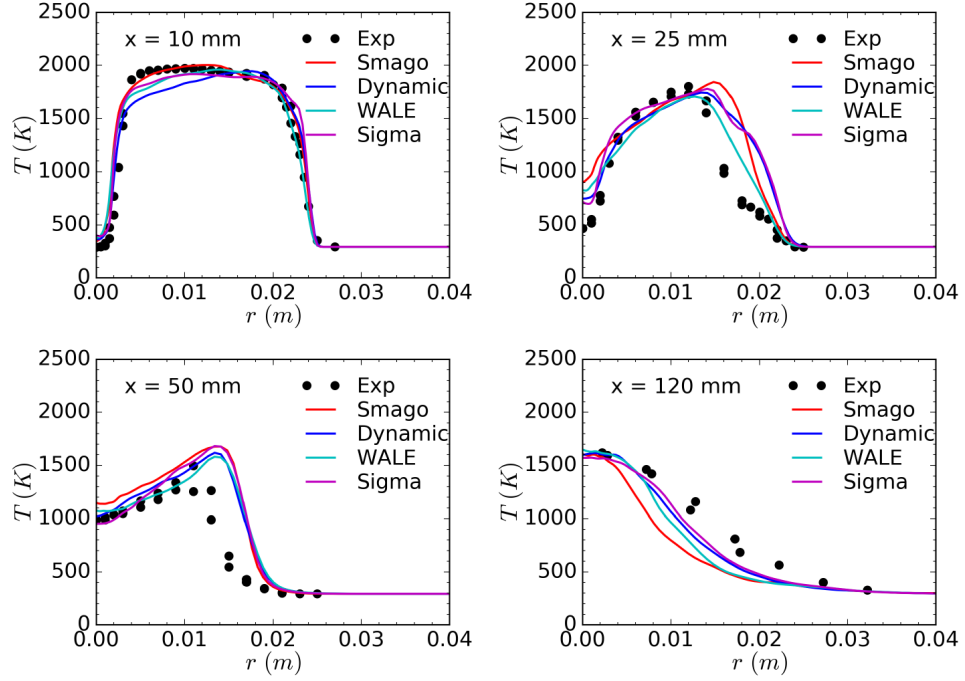 x = 10 mm
Exp
Smago
Dynamic
WALE
Sigma
T (K)
2500
2000
1500
1000
500
0
0.00 0.01 0.02 0.03 0.04
r (m)
x = 25 mm
Exp
Smago
Dynamic
WALE
Sigma
T (K)
2500
2000
1500
1000
500
0
0.00 0.01 0.02 0.03 0.04
r (m)
x = 50 mm
Exp
Smago
Dynamic
WALE
Sigma
T (K)
2500
2000
1500
1000
500
0
0.00 0.01 0.02 0.03 0.04
r (m)
x = 120 mm
Exp
Smago
Dynamic
WALE
Sigma
T (K)
2500
2000
1500
1000
500
0
0.00 0.01 0.02 0.03 0.04
r (m)